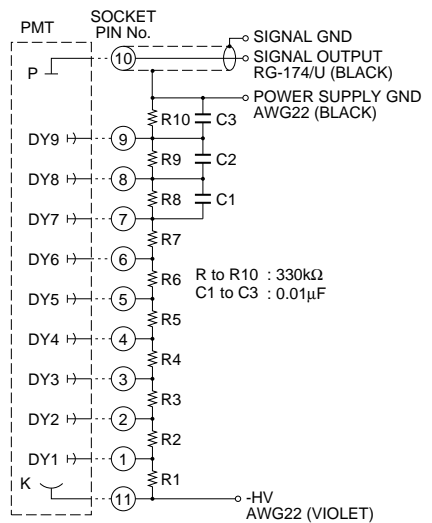 PMT
SOCKET
PIN No.
SIGNAL GND
10
SIGNAL OUTPUT
RG-174/U (BLACK)
P
POWER SUPPLY GND
AWG22 (BLACK)
R10
C3
DY9
9
R9
C2
DY8
8
R8
C1
DY7
7
R7
DY6
6
R6
R to R10 : 330kΩ
C1 to C3 : 0.01µF
DY5
5
R5
DY4
4
R4
DY3
3
R3
DY2
2
R2
DY1
1
R1
K
11
-HV
AWG22 (VIOLET)